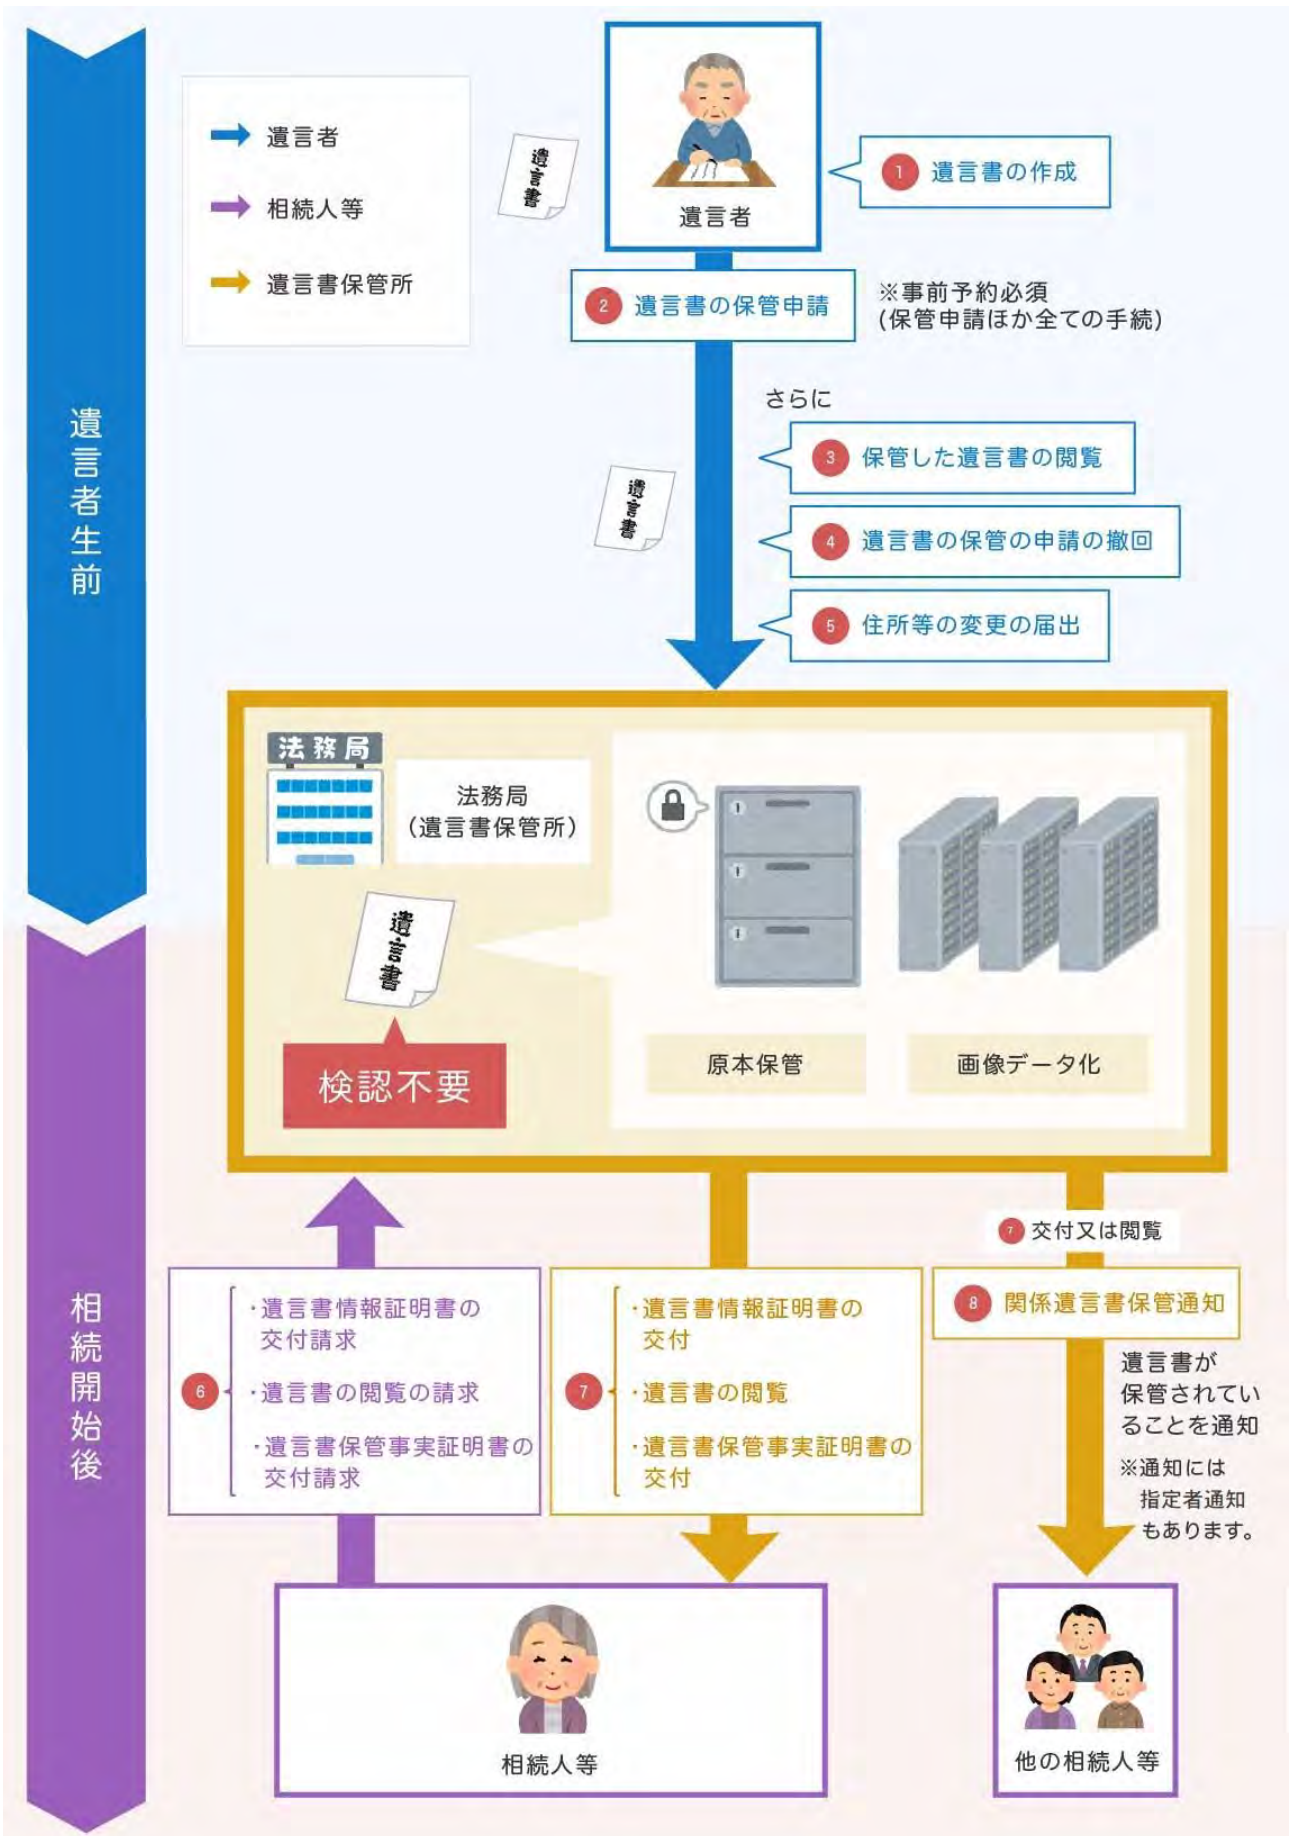 遺言者
相続人等
遺言書保管所
遺言書
遺言者
1 遺言書の作成
2 遺言書の保管申請
※事前予約必須
(保管申請ほか全ての手続)
さらに
遺言書
3 保管した遺言書の閲覧
4 遺言書の保管の申請の撤回
5 住所等の変更の届出
遺言者生前
法務局
法務局
(遺言書保管所)
遺言書
検認不要
原本保管
画像データ化
相続開始後
6
・遺言書情報証明書の
交付請求
・遺言書の閲覧の請求
・遺言書保管事実証明書の
交付請求
7
・遺言書情報証明書の
交付
・遺言書の閲覧
・遺言書保管事実証明書の
交付
7 交付又は閲覧
8 関係遺言書保管通知
遺言書が
保管されてい
ることを通知
※通知には
指定者通知
もあります。
相続人等
他の相続人等